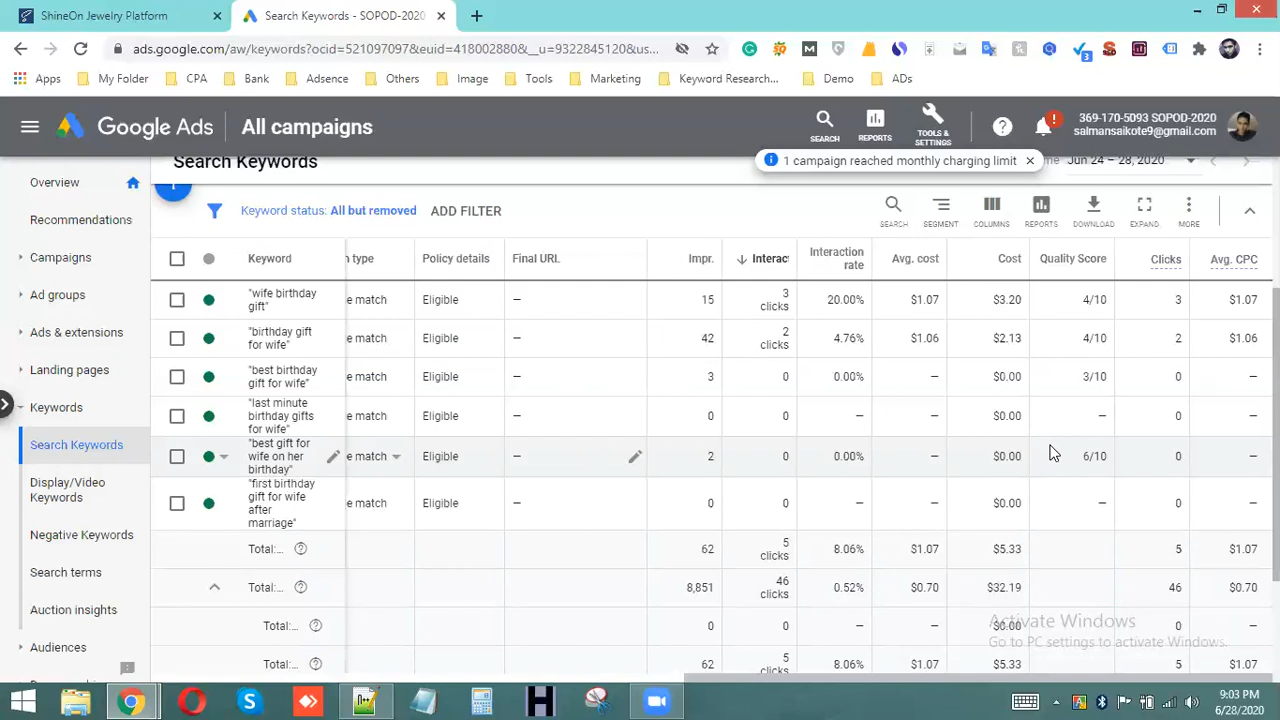 ShineOn Jewelry Platform
Search Keywords - SOPOD-2020
ads.google.com/aw/keywords?ocid=521097097&euid=418002880&__u=9322845120&us...
Apps My Folder CPA Bank Adsence Others Image Tools Marketing Keyword Research... Demo ADs
Google Ads All campaigns
SEARCH REPORTS TOOLS & SETTINGS
369-170-5093 SOPOD-2020
salmansaikote9@gmail.com
1 campaign reached monthly charging limit
Search Keywords
Jun 24 – 28, 2020
Overview
Recommendations
Campaigns
Ad groups
Ads & extensions
Landing pages
Keywords
Search Keywords
Display/Video
Keywords
Negative Keywords
Search terms
Auction insights
Audiences
Keyword status: All but removed ADD FILTER
SEARCH SEGMENT COLUMNS REPORTS DOWNLOAD EXPAND MORE
Keyword Policy details Final URL Impr. Interac Interaction rate Avg. cost Cost Quality Score Clicks Avg. CPC
"wife birthday gift" e match Eligible – 15 3 clicks 20.00% $1.07 $3.20 4/10 3 $1.07
"birthday gift for wife" e match Eligible – 42 2 clicks 4.76% $1.06 $2.13 4/10 2 $1.06
"best birthday gift for wife" e match Eligible – 3 0 0.00% – $0.00 3/10 0 –
"last minute birthday gifts for wife" e match Eligible – 0 0 – – $0.00 – 0 –
"best gift for wife on her birthday" e match Eligible – 2 0 0.00% – $0.00 6/10 0 –
"first birthday gift for wife after marriage" e match Eligible – 0 0 – – $0.00 – 0 –
Total:... 62 5 clicks 8.06% $1.07 $5.33 5 $1.07
Total:... 8,851 46 clicks 0.52% $0.70 $32.19 46 $0.70
Total:... 0 0 – – $0.00 0 –
Total:... 62 5 8.06% $1.07 $5.33 5 $1.07
Activate Windows
Go to PC settings to activate Windows.
9:03 PM
6/28/2020